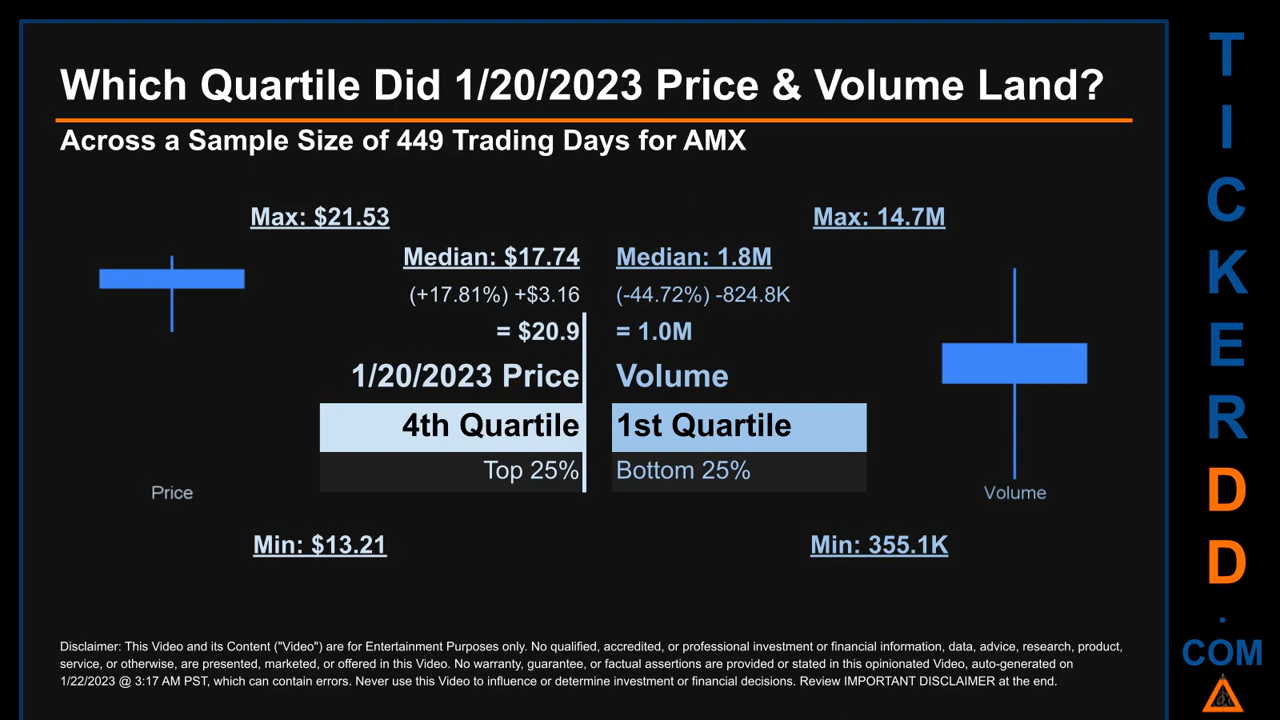 Which Quartile Did 1/20/2023 Price & Volume Land?
Across a Sample Size of 449 Trading Days for AMX
Max: $21.53
Max: 14.7M
Median: $17.74
Median: 1.8M
(+17.81%) +$3.16
(-44.72%) -824.8K
= $20.9
= 1.0M
1/20/2023 Price
Volume
4th Quartile
1st Quartile
Top 25%
Bottom 25%
Price
Volume
Min: $13.21
Min: 355.1K
Disclaimer: This Video and its Content ("Video") are for Entertainment Purposes only. No qualified, accredited, or professional investment or financial information, data, advice, research, product,
service, or otherwise, are presented, marketed, or offered in this Video. No warranty, guarantee, or factual assertions are provided or stated in this opinionated Video, auto-generated on
1/22/2023 @ 3:17 AM PST, which can contain errors. Never use this Video to influence or determine investment or financial decisions. Review IMPORTANT DISCLAIMER at the end.
T
I
C
K
E
R
D
D
.
COM